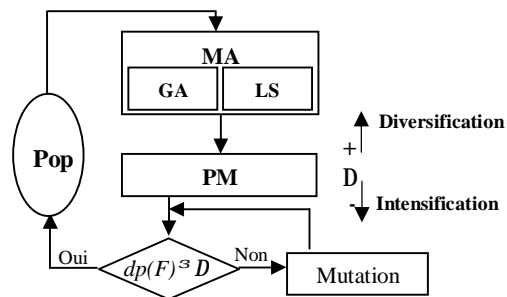 MA
GA LS
Pop
Diversification
+
D
-
Intensification
PM
Oui
dp(F) ³ D
Non
Mutation